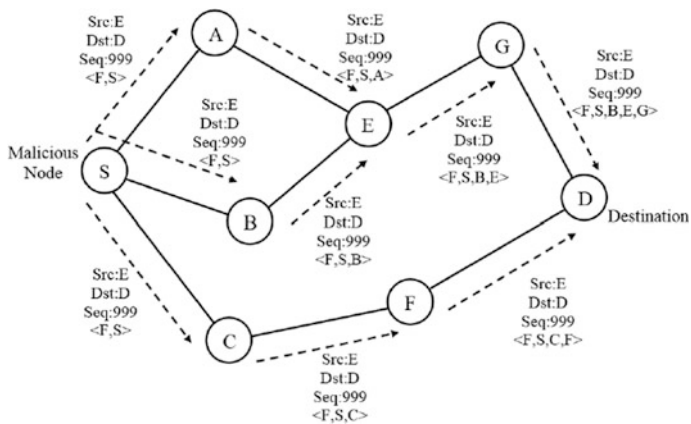 Src:E
Dst:D
Seq:999
<F,S>
A
Src:E
Dst:D
Seq:999
<F,S,A>
G
Src:E
Dst:D
Seq:999
<F,S,B,E,G>
Src:E
Dst:D
Seq:999
<F,S>
E
Src:E
Dst:D
Seq:999
<F,S,B,E>
Malicious
Node
S
B
Src:E
Dst:D
Seq:999
<F,S,B>
D
Destination
Src:E
Dst:D
Seq:999
<F,S>
C
F
Src:E
Dst:D
Seq:999
<F,S,C,F>
Src:E
Dst:D
Seq:999
<F,S,C>